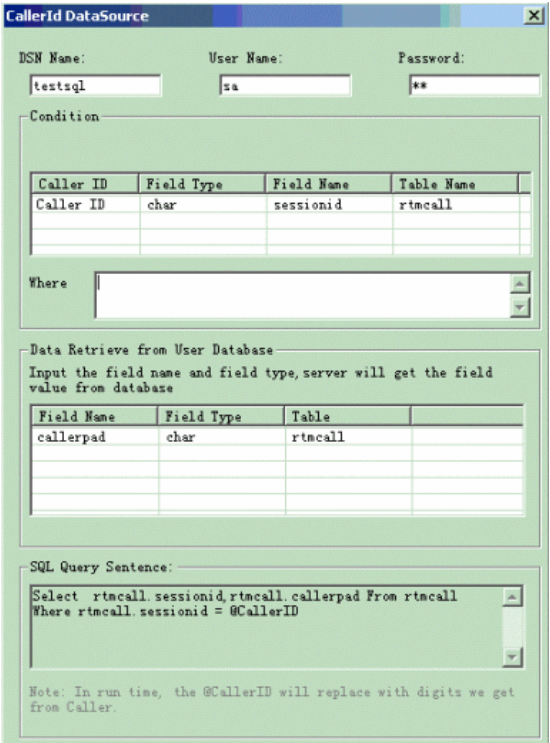 CallerId DataSource
DSN Name: User Name: Password:
testsql sa **
Condition
Caller ID Field Type Field Name Table Name
Caller ID char sessionid rtmcall
Where
Data Retrieve from User Database
Input the field name and field type, server will get the field
value from database
Field Name Field Type Table
callerpad char rtmcall
SQL Query Sentence:
Select rtmcall.sessionid,rtmcall.callerpad From rtmcall
Where rtmcall.sessionid = @CallerID
Note: In run time, the @CallerID will replace with digits we get
from Caller.